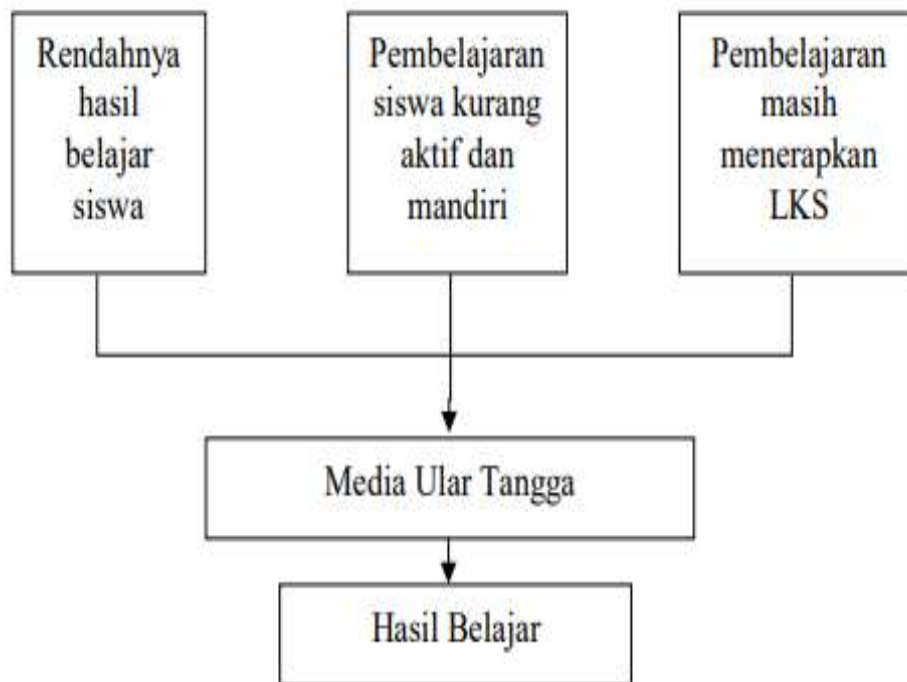 Rendahnya
hasil
belajar
siswa
Pembelajaran
siswa kurang
aktif dan
mandiri
Pembelajaran
masih
menerapkan
LKS
Media Ular Tangga
Hasil Belajar